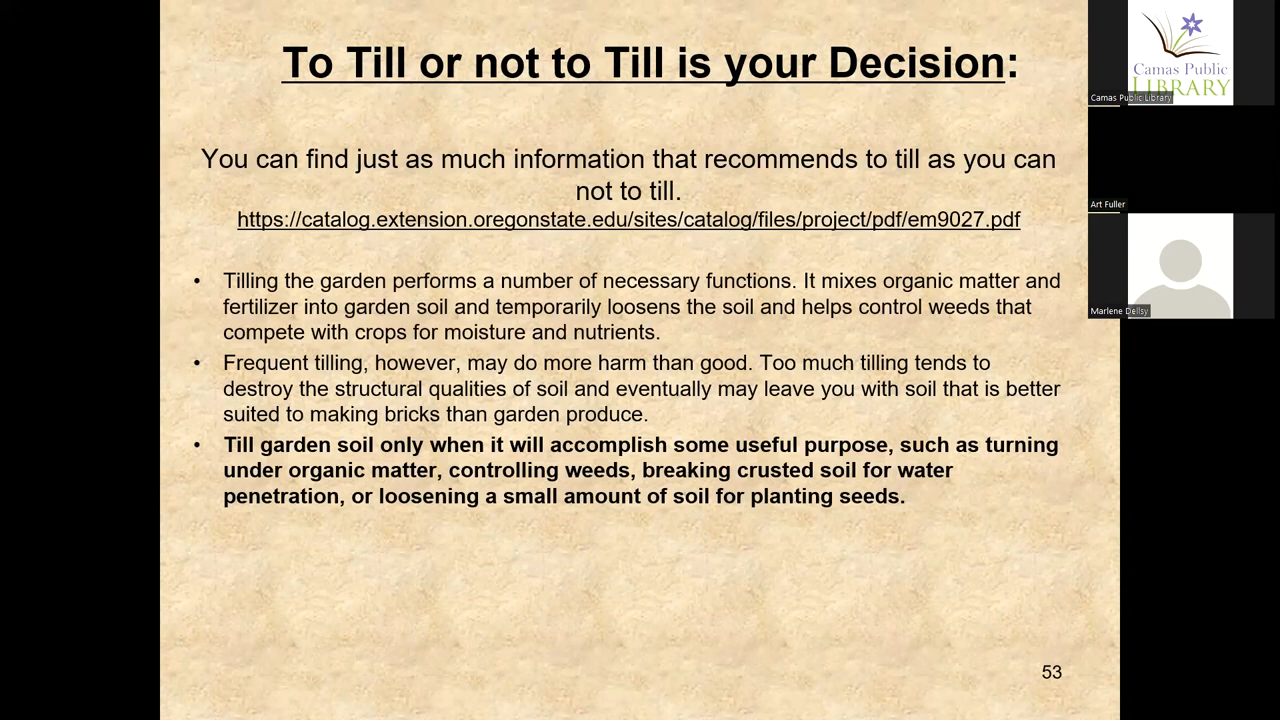 To Till or not to Till is your Decision:
You can find just as much information that recommends to till as you can
not to till.
https://catalog.extension.oregonstate.edu/sites/catalog/files/project/pdf/em9027.pdf
• Tilling the garden performs a number of necessary functions. It mixes organic matter and
fertilizer into garden soil and temporarily loosens the soil and helps control weeds that
compete with crops for moisture and nutrients.
• Frequent tilling, however, may do more harm than good. Too much tilling tends to
destroy the structural qualities of soil and eventually may leave you with soil that is better
suited to making bricks than garden produce.
• Till garden soil only when it will accomplish some useful purpose, such as turning
under organic matter, controlling weeds, breaking crusted soil for water
penetration, or loosening a small amount of soil for planting seeds.
53
Camas Public
LIBRARY
Camas Public Library
Art Fuller
Marlene Dellsy